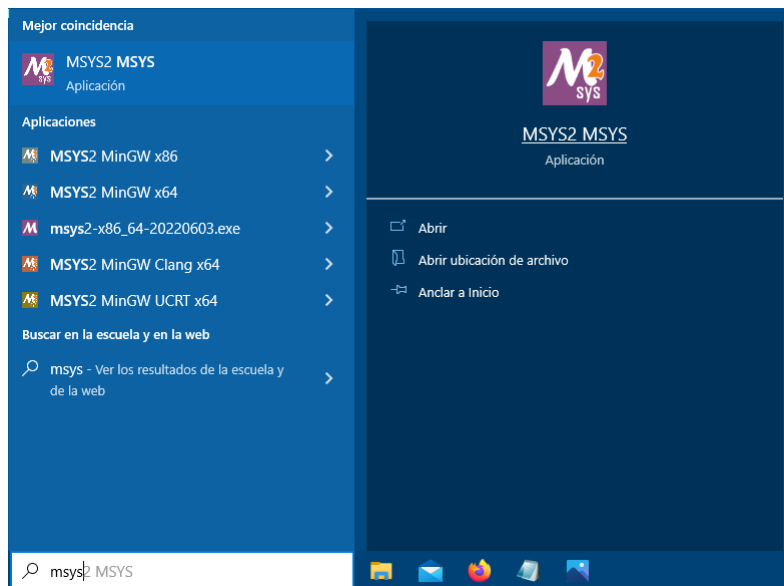 Mejor coincidencia
MSYS2 MSYS
Aplicación
Aplicaciones
MSYS2 MinGW x86
MSYS2 MinGW x64
msys2-x86_64-20220603.exe
MSYS2 MinGW Clang x64
MSYS2 MinGW UCRT x64
Buscar en la escuela y en la web
msys - Ver los resultados de la escuela y
de la web
msys2 MSYS
M2
sys
MSYS2 MSYS
Aplicación
Abrir
Abrir ubicación de archivo
Anclar a Inicio